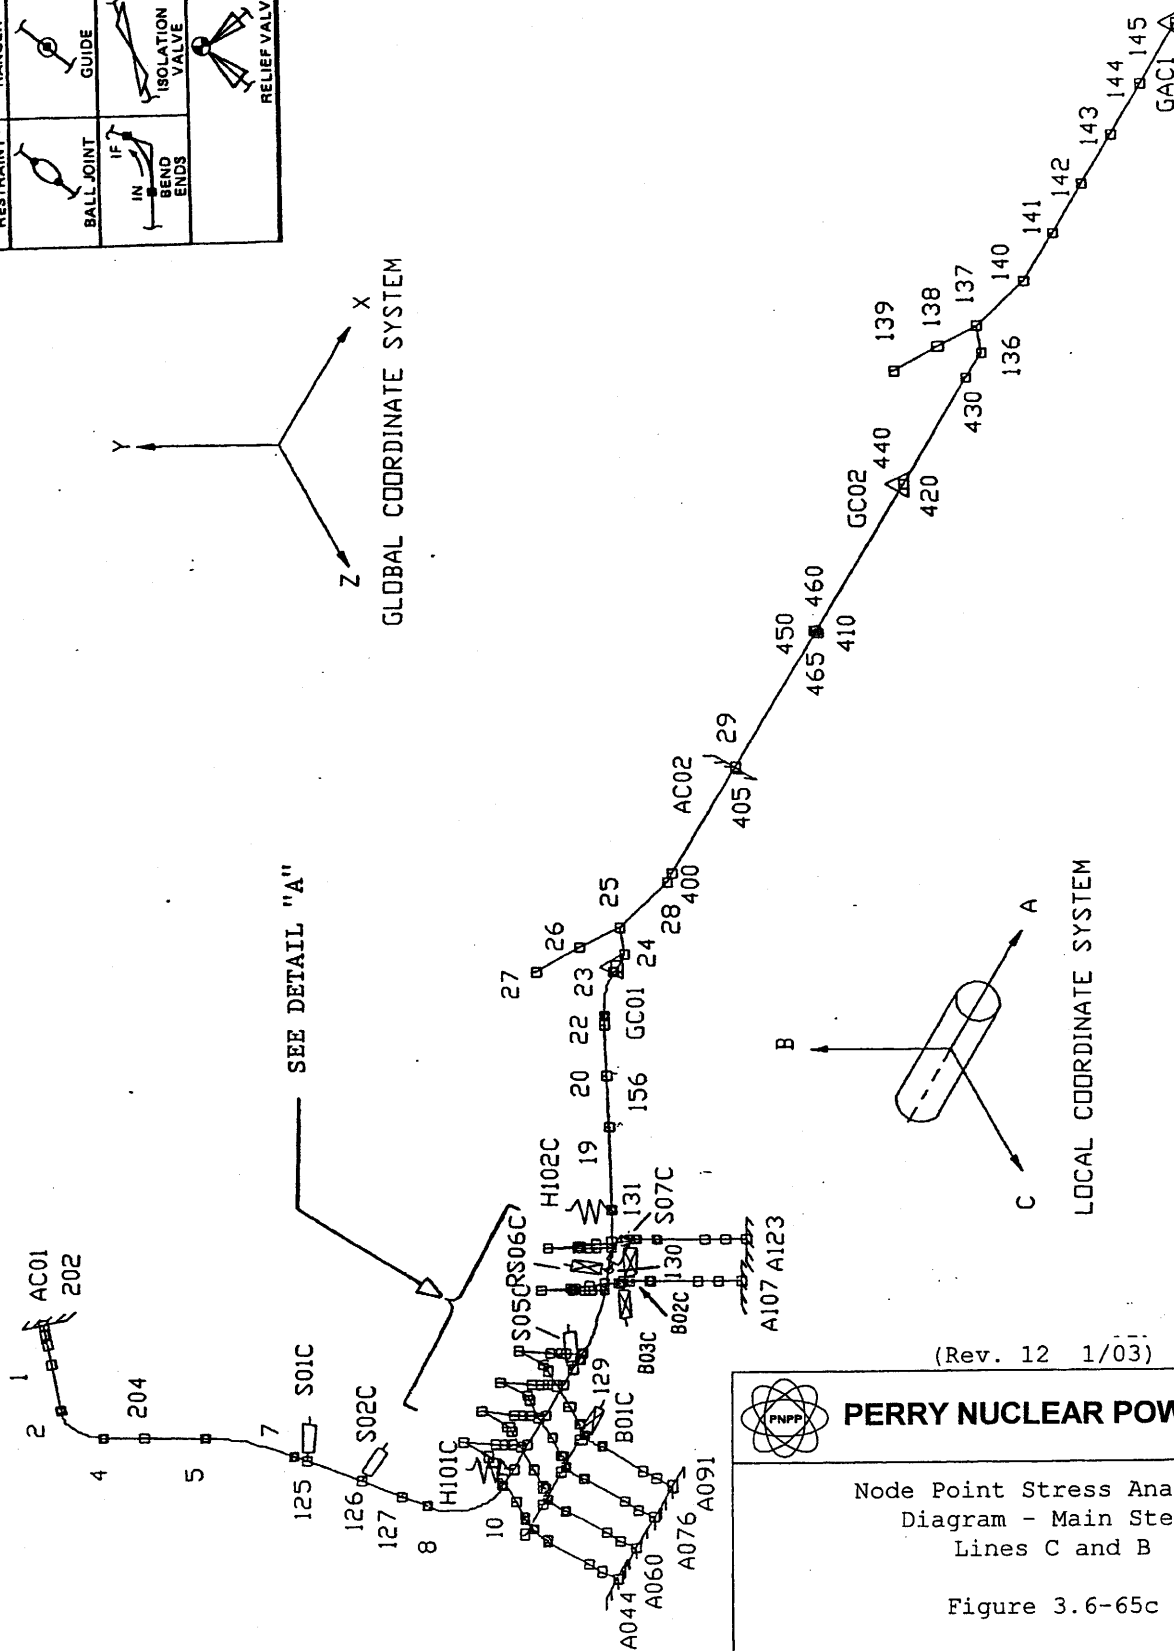 RESTRAINT
HANGER
BALL JOINT
GUIDE
IN
IF
BEND
ENDS
ISOLATION
VALVE
RELIEF VALV
Y
X
Z
GLOBAL COORDINATE SYSTEM
B
A
C
LOCAL COORDINATE SYSTEM
SEE DETAIL "A"
AC01
202
1
2
204
4
5
7
S01C
125
S02C
126
127
8
H101C
10
129
B01C
A044
A060
A076
A091
S05C
RS06C
B03C
B02C
130
A107
A123
S07C
131
H102C
19
156
20
22
GC01
23
24
27
26
25
28
400
AC02
29
405
450
460
465
410
GC02
440
420
430
136
139
138
137
140
141
142
143
144
145
GAC1
(Rev. 12 1/03)
PNPP
PERRY NUCLEAR POW
Node Point Stress Ana
Diagram - Main Ste
Lines C and B
Figure 3.6-65c